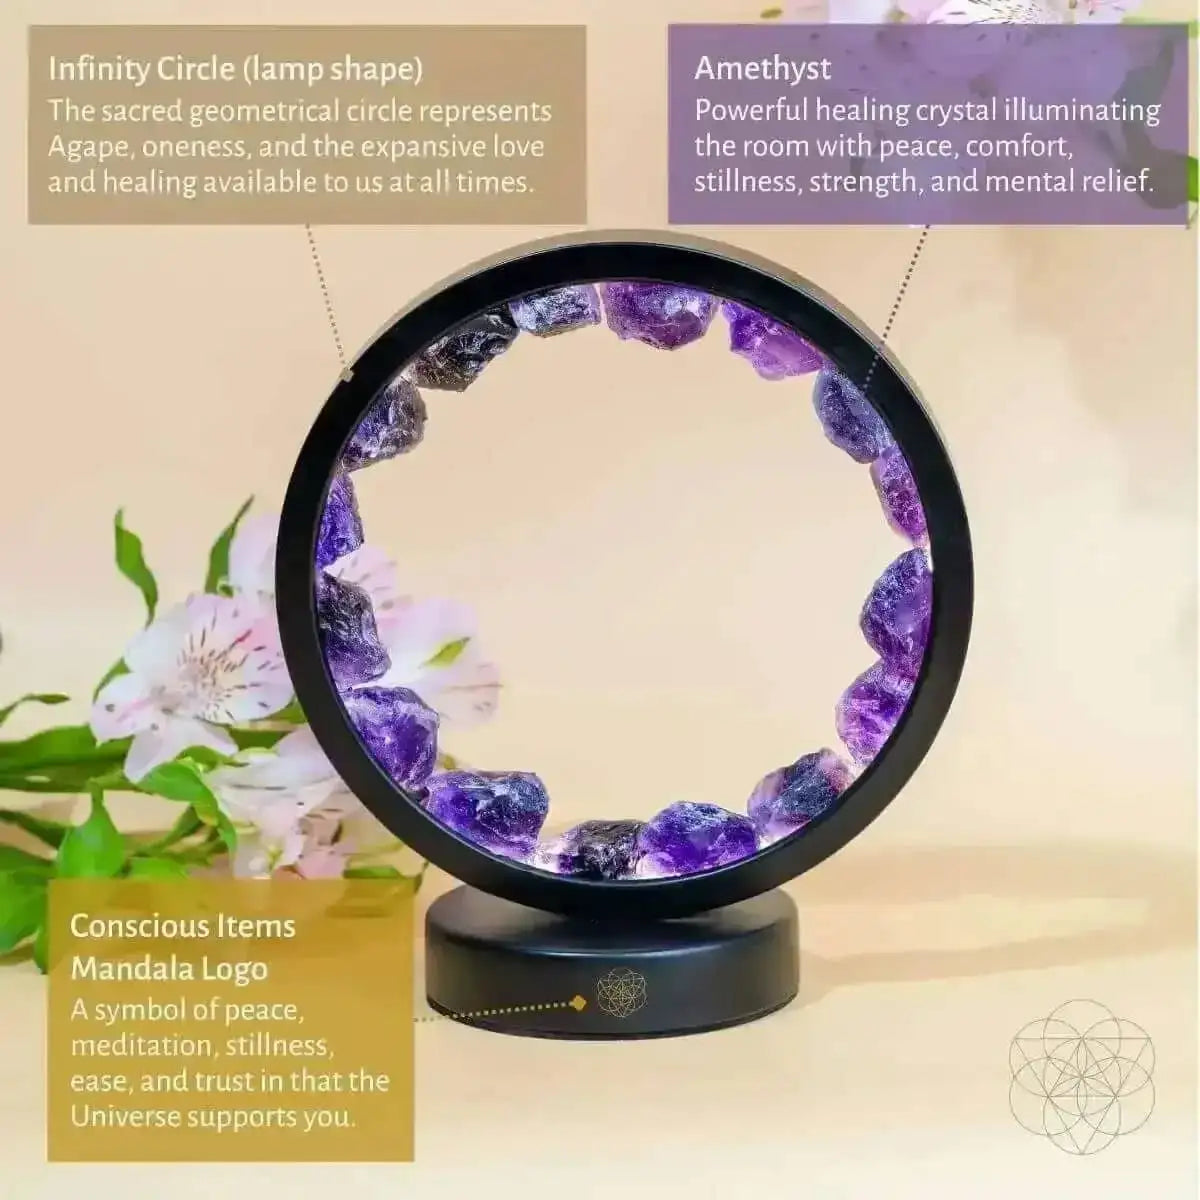 Infinity Circle (lamp shape)
The sacred geometrical circle represents
Agape, oneness, and the expansive love
and healing available to us at all times.
Amethyst
Powerful healing crystal illuminating
the room with peace, comfort,
stillness, strength, and mental relief.
Conscious Items
Mandala Logo
A symbol of peace,
meditation, stillness,
ease, and trust in that the
Universe supports you.